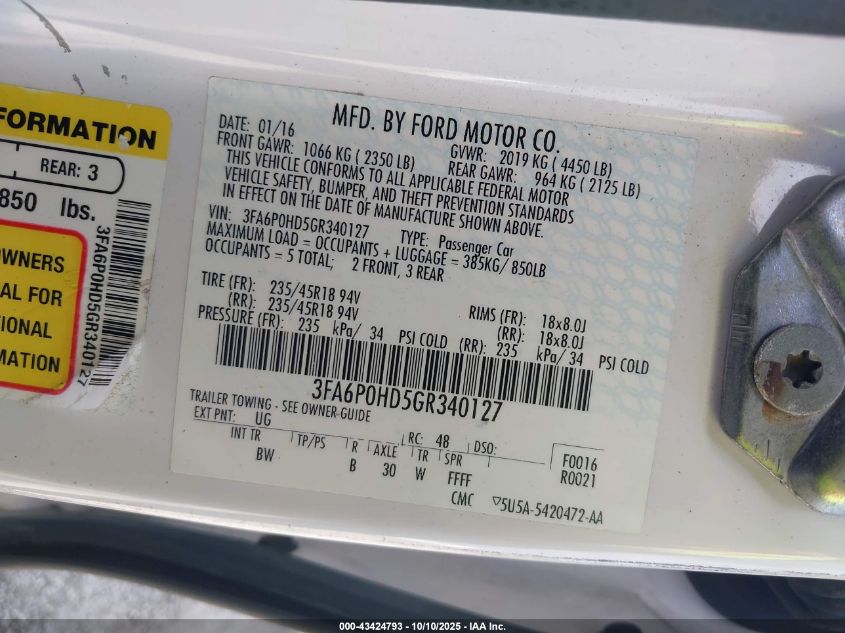 FORMATION
REAR: 3
850 lbs.
OWNERS
AL FOR
TIONAL
MATION
3FA6P0HD5GR340127
MFD. BY FORD MOTOR CO.
DATE: 01/16 GVWR: 2019 KG ( 4450 LB)
FRONT GAWR: 1066 KG ( 2350 LB) REAR GAWR: 964 KG ( 2125 LB)
THIS VEHICLE CONFORMS TO ALL APPLICABLE FEDERAL MOTOR
VEHICLE SAFETY, BUMPER, AND THEFT PREVENTION STANDARDS
IN EFFECT ON THE DATE OF MANUFACTURE SHOWN ABOVE.
VIN: 3FA6P0HD5GR340127 TYPE: Passenger Car
MAXIMUM LOAD = OCCUPANTS + LUGGAGE = 385KG/ 850LB
OCCUPANTS = 5 TOTAL; 2 FRONT, 3 REAR
TIRE (FR): 235/45R18 94V RIMS (FR): 18x8.0J
(RR): 235/45R18 94V (RR): 18x8.0J
PRESSURE (FR): 235 kPa/ 34 PSI COLD (RR): 235 kPa/ 34 PSI COLD
3FA6P0HD5GR340127
TRAILER TOWING - SEE OWNER-GUIDE
EXT PNT: UG RC: 48 DSO: F0016
INT TR TP/PS R AXLE TR SPR R0021
BW B 30 W FFFF
CMC ▽5U5A-5420472-AA
000-43424793 - 10/10/2025 - IAA Inc.